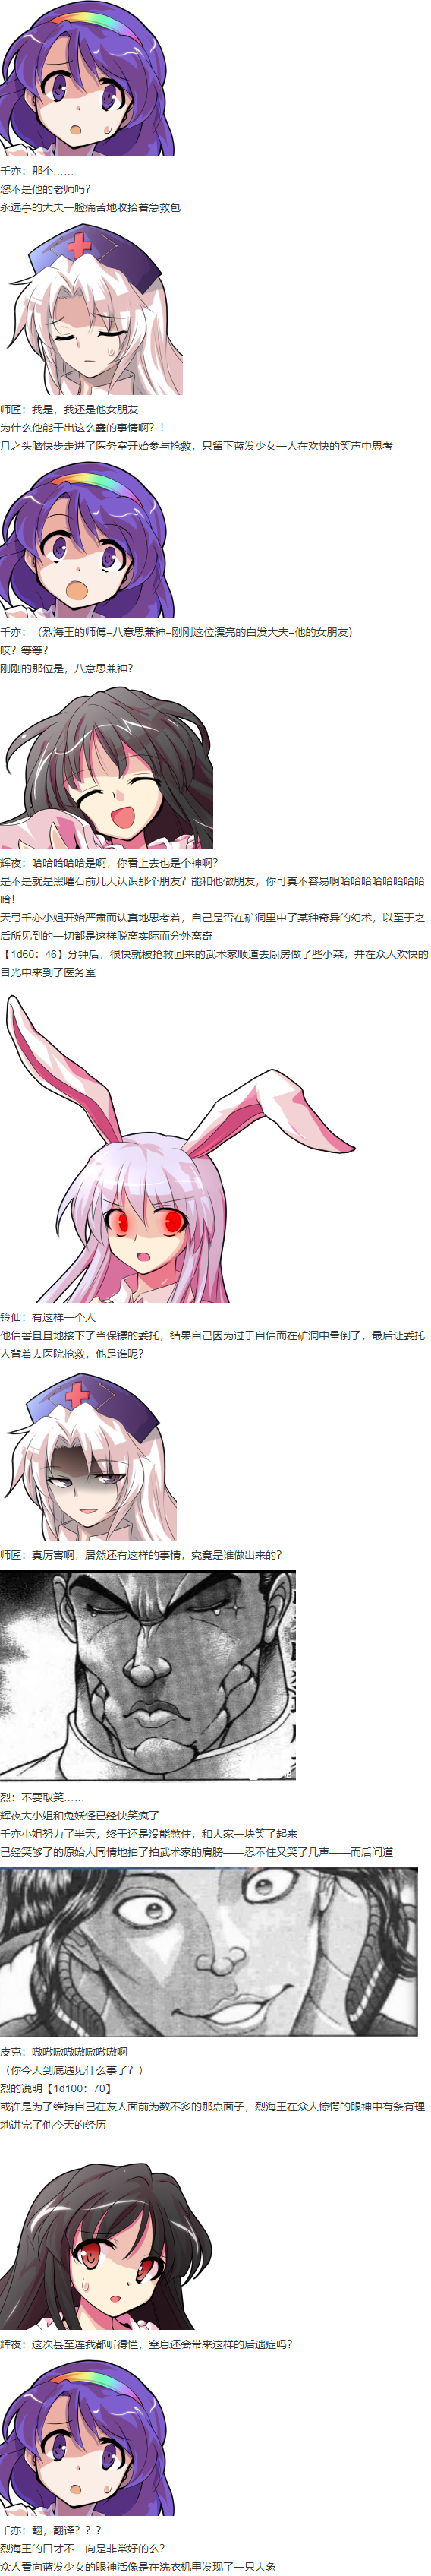 千亦：那个……
您不是他的老师吗？
永远亭的大夫一脸痛苦地收拾着急救包
师匠：我是，我还是他女朋友
为什么他能干出这么蠢的事情啊？！
月之头脑快步走进了医务室开始参与抢救，只留下蓝发少女一人在欢快的笑声中思考
千亦：（烈海王的师傅=八意思兼神=刚刚这位漂亮的白发大夫=他的女朋友）
哎？等等？
刚刚的那位是，八意思兼神？
辉夜：哈哈哈哈哈是啊，你看上去也是个神啊？
是不是就是黑曜石前几天认识那个朋友？能和他做朋友，你可真不容易啊哈哈哈哈哈哈哈哈
哈！
天弓千亦小姐开始严肃而认真地思考着，自己是否在矿洞里中了某种奇异的幻术，以至于之
后所见到的一切都是这样脱离实际而分外离奇
【1d60：46】分钟后，很快就被抢救回来的武术家顺道去厨房做了些小菜，并在众人欢快的
目光中来到了医务室
铃仙：有这样一个人
他信誓旦旦地接下了当保镖的委托，结果自己因为过于自信而在矿洞中晕倒了，最后让委托
人背着去医院抢救，他是谁呢？
师匠：真厉害啊，居然还有这样的事情，究竟是谁做出来的？
烈：不要取笑……
辉夜大小姐和兔妖怪已经快笑疯了
千亦小姐努力了半天，终于还是没能憋住，和大家一块笑了起来
已经笑够了的原始人同情地拍了拍武术家的肩膀——忍不住又笑了几声——而后问道
皮克：嗷嗷嗷嗷嗷嗷嗷嗷啊
（你今天到底遇见什么事了？）
烈的说明【1d100：70】
或许是为了维持自己在友人面前为数不多的那点面子，烈海王在众人惊愕的眼神中有条有理
地讲完了他今天的经历
辉夜：这次甚至连我都听得懂，窒息还会带来这样的后遗症吗？
千亦：翻，翻译？？？
烈海王的口才不一向是非常好的么？
众人看向蓝发少女的眼神活像是在洗衣机里发现了一只大象